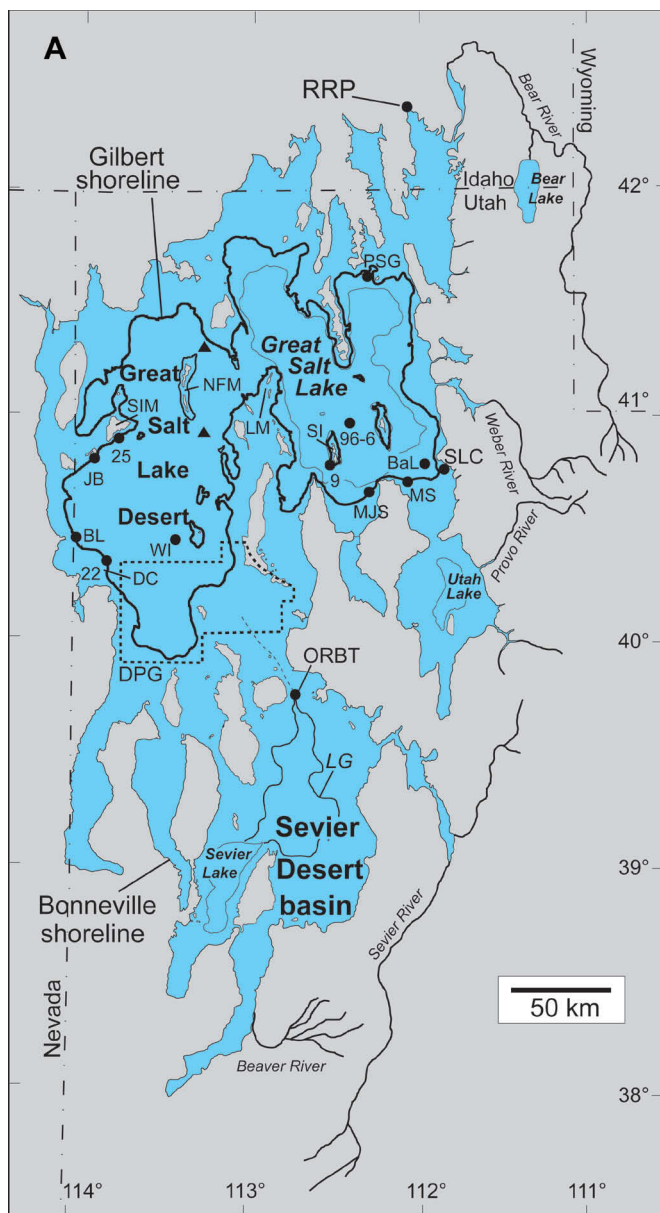 A
RRP
Bear River
Wyoming
Gilbert
shoreline
Idaho
Utah
Bear
Lake
42°
PSG
Great
Salt
Lake
Great
NFM
SIM
LM
41°
Salt
SI
96-6
25
BaL
SLC
Weber River
JB
Lake
9
MJS
MS
Desert
BL
WI
Provo River
22
DC
Utah
Lake
40°
DPG
ORBT
LG
Sevier
Desert
basin
Sevier
Lake
39°
Bonneville
shoreline
Sevier River
50 km
Nevada
Beaver River
38°
114°
113°
112°
111°